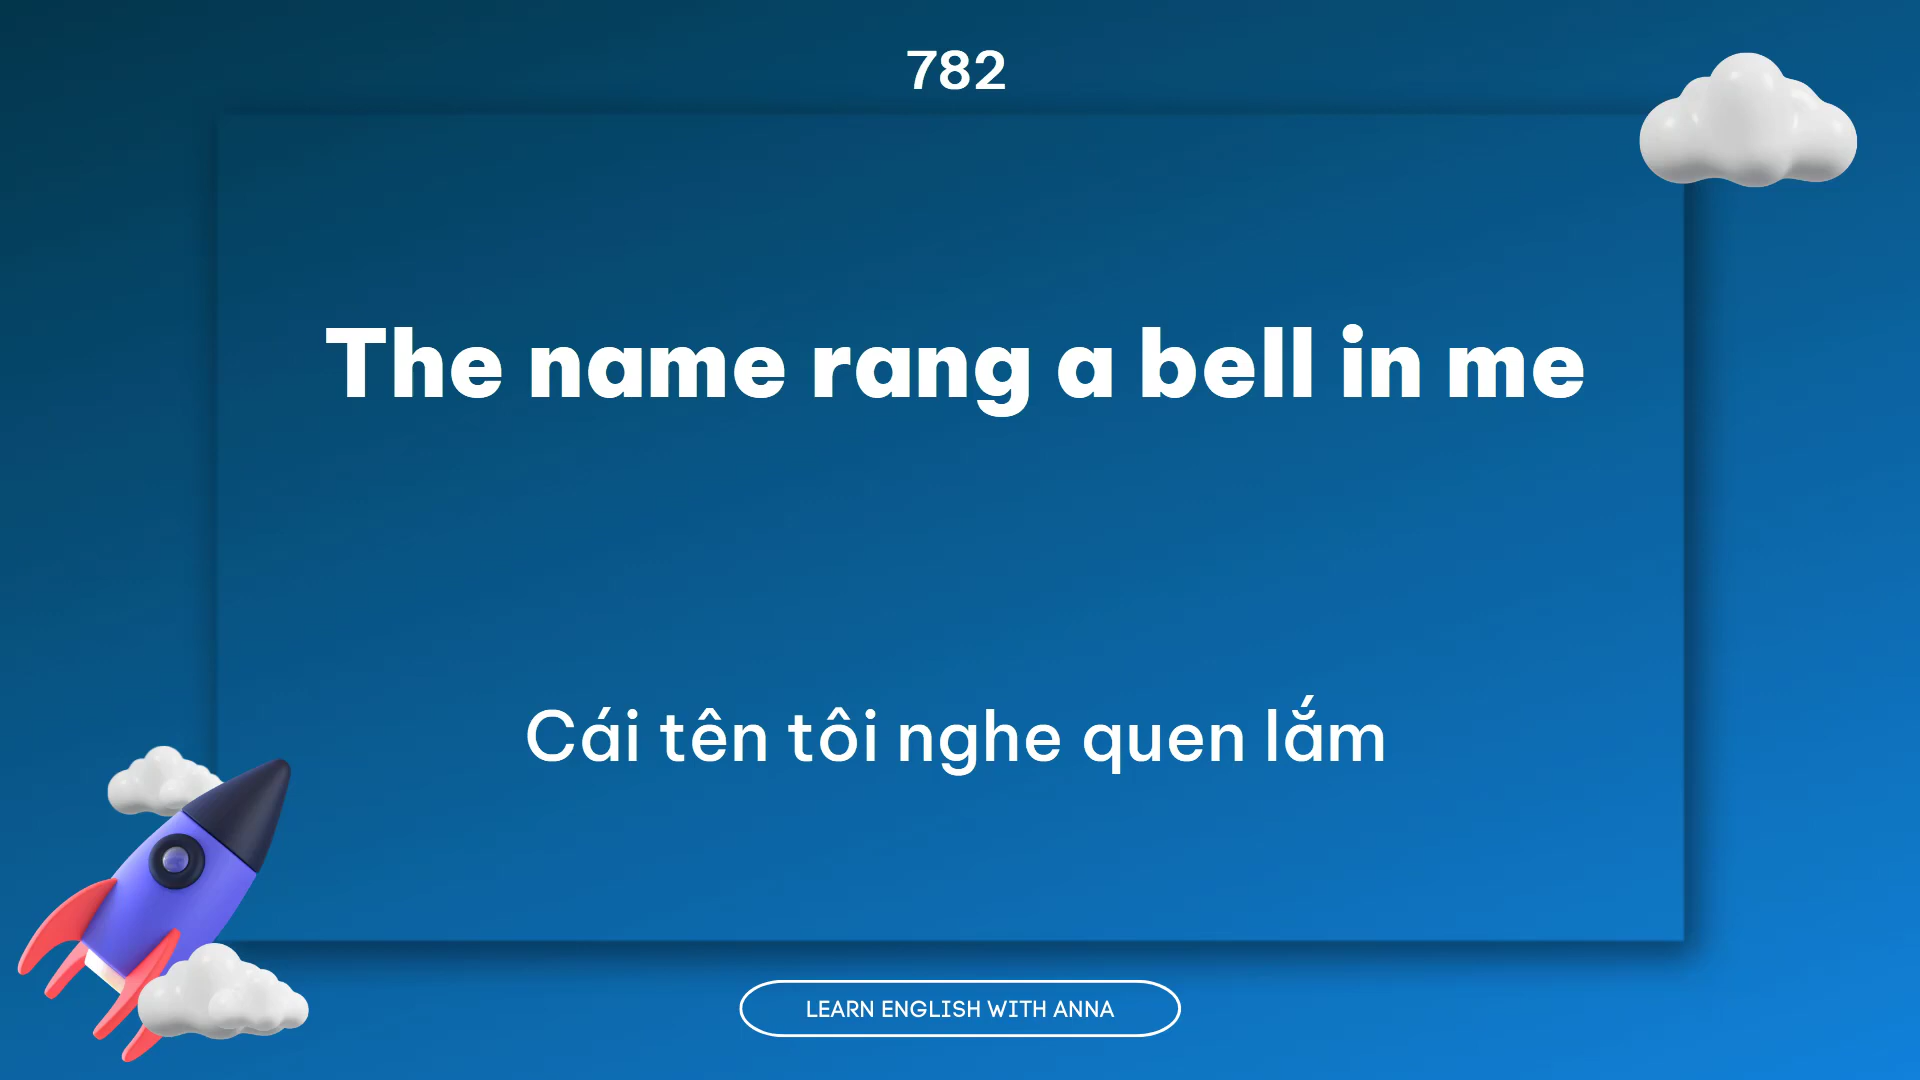 782
The name rang a bell in me
Cái tên tôi nghe quen lắm
LEARN ENGLISH WITH ANNA